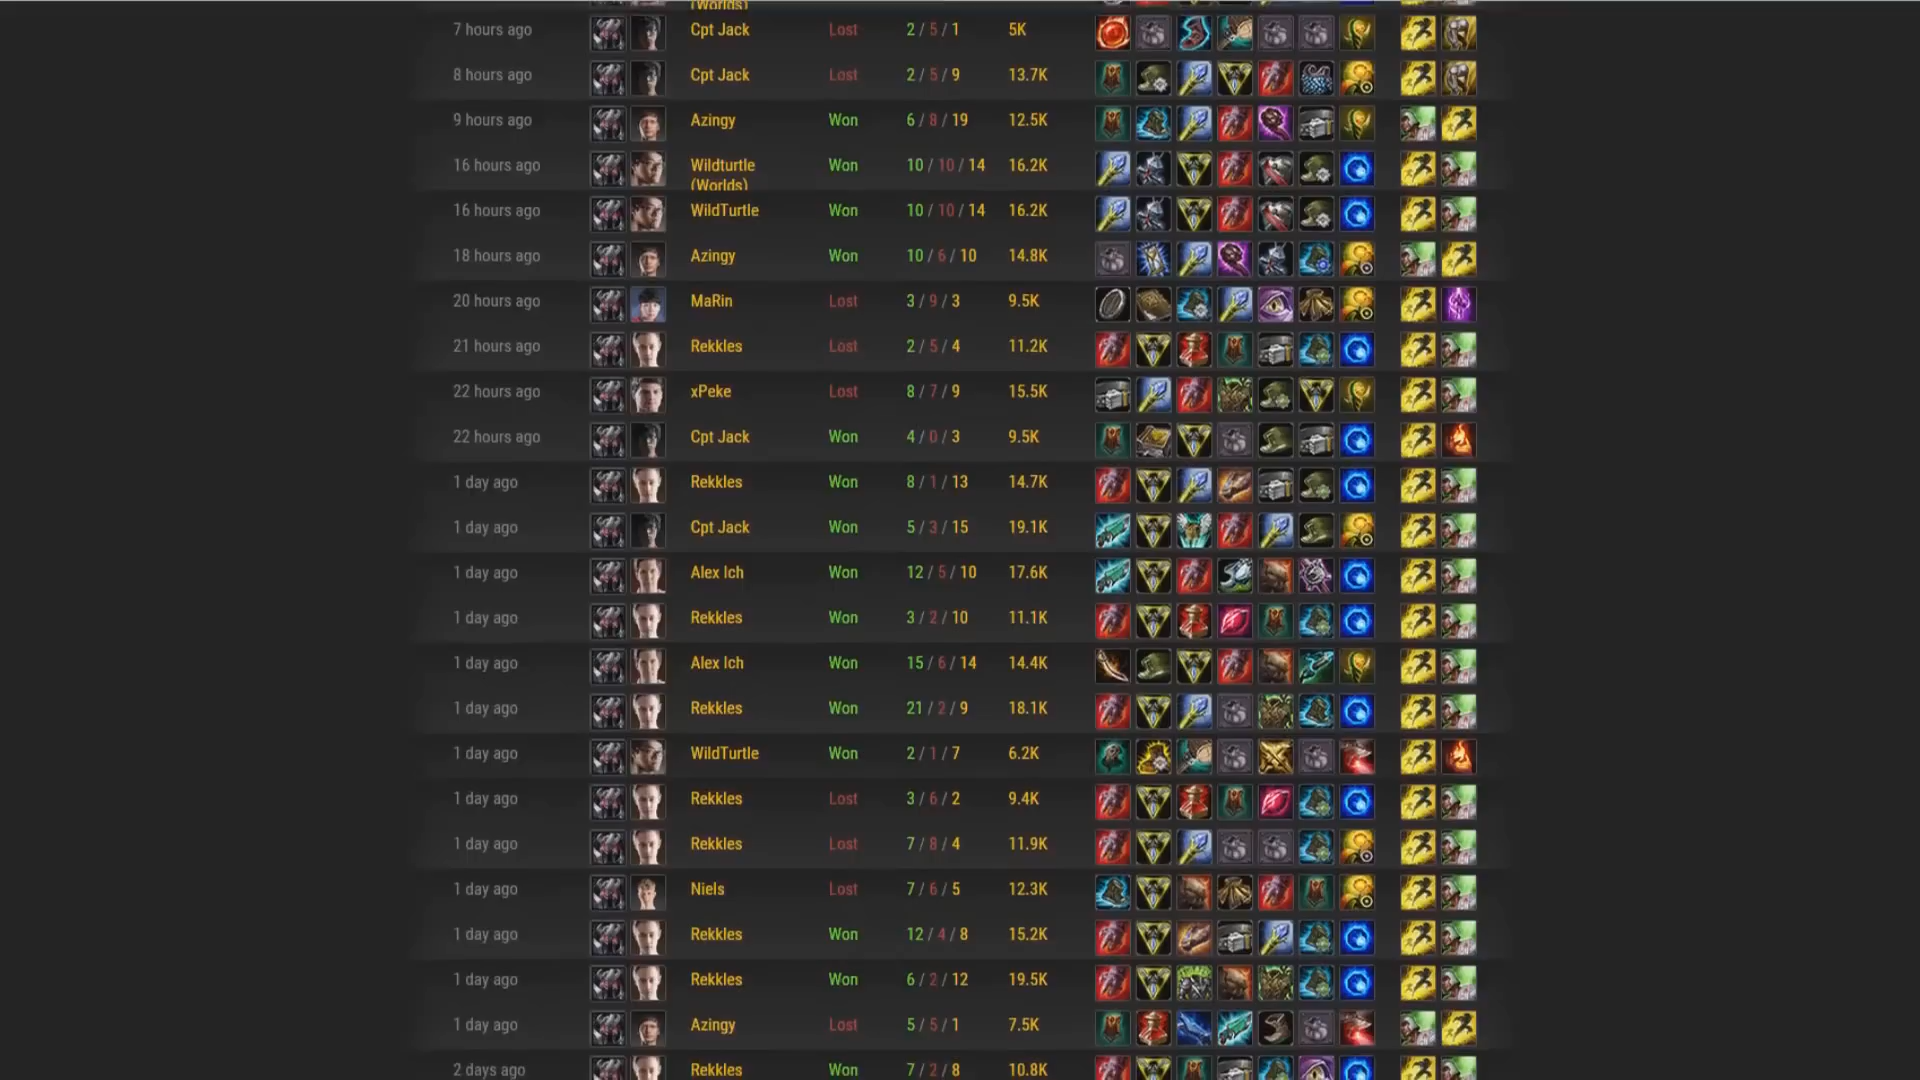 (Worlds)
7 hours ago Cpt Jack Lost 2 / 5 / 1 5K
8 hours ago Cpt Jack Lost 2 / 5 / 9 13.7K
9 hours ago Azingy Won 6 / 8 / 19 12.5K
16 hours ago Wildturtle Won 10 / 10 / 14 16.2K
(Worlds)
16 hours ago WildTurtle Won 10 / 10 / 14 16.2K
18 hours ago Azingy Won 10 / 6 / 10 14.8K
20 hours ago MaRin Lost 3 / 9 / 3 9.5K
21 hours ago Rekkles Lost 2 / 5 / 4 11.2K
22 hours ago xPeke Lost 8 / 7 / 9 15.5K
22 hours ago Cpt Jack Won 4 / 0 / 3 9.5K
1 day ago Rekkles Won 8 / 1 / 13 14.7K
1 day ago Cpt Jack Won 5 / 3 / 15 19.1K
1 day ago Alex Ich Won 12 / 5 / 10 17.6K
1 day ago Rekkles Won 3 / 2 / 10 11.1K
1 day ago Alex Ich Won 15 / 6 / 14 14.4K
1 day ago Rekkles Won 21 / 2 / 9 18.1K
1 day ago WildTurtle Won 2 / 1 / 7 6.2K
1 day ago Rekkles Lost 3 / 6 / 2 9.4K
1 day ago Rekkles Lost 7 / 8 / 4 11.9K
1 day ago Niels Lost 7 / 6 / 5 12.3K
1 day ago Rekkles Won 12 / 4 / 8 15.2K
1 day ago Rekkles Won 6 / 2 / 12 19.5K
1 day ago Azingy Lost 5 / 5 / 1 7.5K
2 days ago Rekkles Won 7 / 2 / 8 10.8K